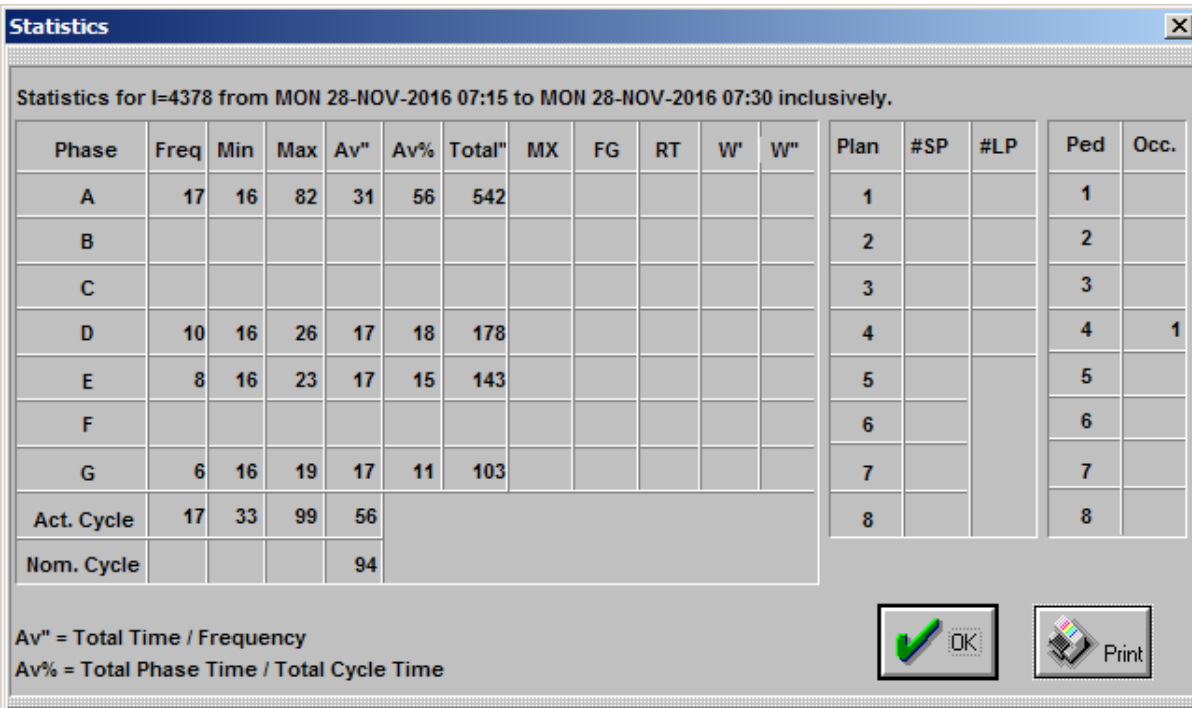 Statistics
Statistics for I=4378 from MON 28-NOV-2016 07:15 to MON 28-NOV-2016 07:30 inclusively.
Phase Freq Min Max Av" Av% Total" MX FG RT W' W" Plan #SP #LP Ped Occ.
A 17 16 82 31 56 542 1 1
B 2 2
C 3 3
D 10 16 26 17 18 178 4 4 1
E 8 16 23 17 15 143 5 5
F 6 6
G 6 16 19 17 11 103 7 7
Act. Cycle 17 33 99 56 8 8
Nom. Cycle 94
Av" = Total Time / Frequency
Av% = Total Phase Time / Total Cycle Time
OK Print